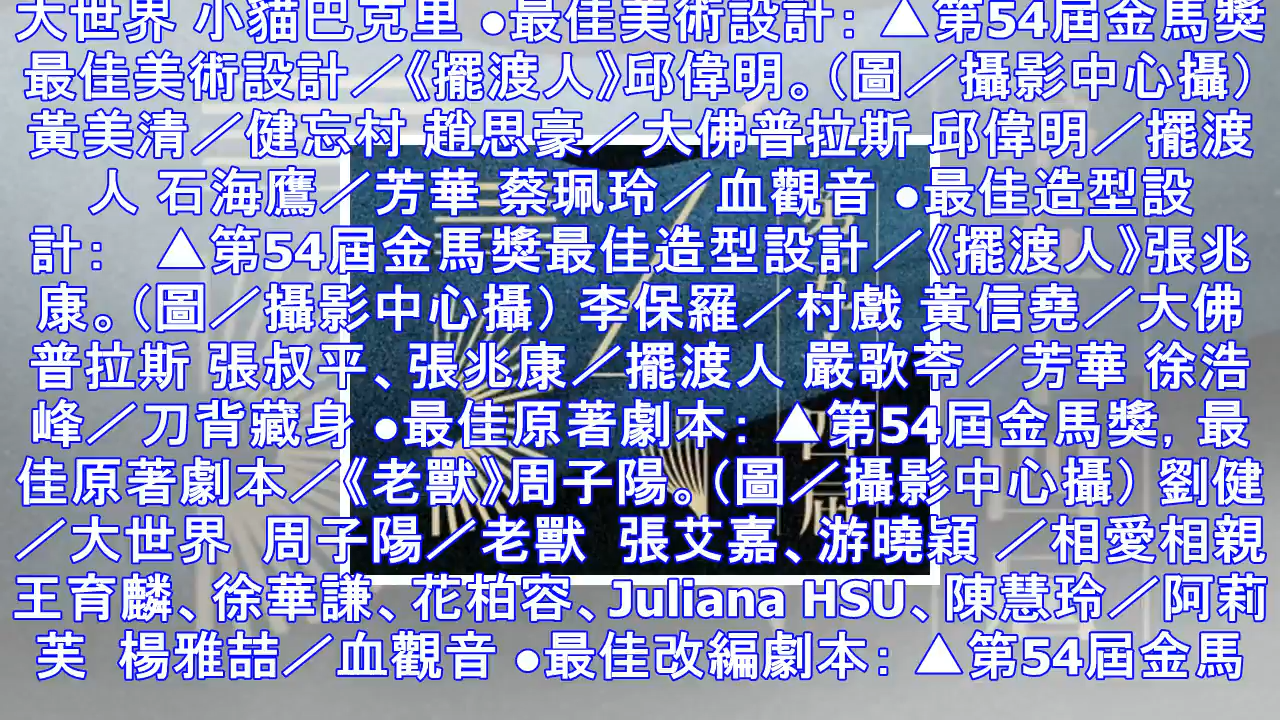 大世界 小貓巴克里 ●最佳美術設計： ▲第54屆金馬獎
最佳美術設計／《擺渡人》邱偉明。（圖／攝影中心攝）
黃美清／健忘村 趙思豪／大佛普拉斯 邱偉明／擺渡
人 石海鷹／芳華 蔡珮玲／血觀音 ●最佳造型設
計： ▲第54屆金馬獎最佳造型設計／《擺渡人》張兆
康。（圖／攝影中心攝） 李保羅／村戲 黃信堯／大佛
普拉斯 張叔平、張兆康／擺渡人 嚴歌苓／芳華 徐浩
峰／刀背藏身 ●最佳原著劇本： ▲第54屆金馬獎，最
佳原著劇本／《老獸》周子陽。（圖／攝影中心攝） 劉健
／大世界 周子陽／老獸 張艾嘉、游曉穎 ／相愛相親
王育麟、徐華謙、花柏容、Juliana HSU、陳慧玲／阿莉
芙 楊雅喆／血觀音 ●最佳改編劇本： ▲第54屆金馬